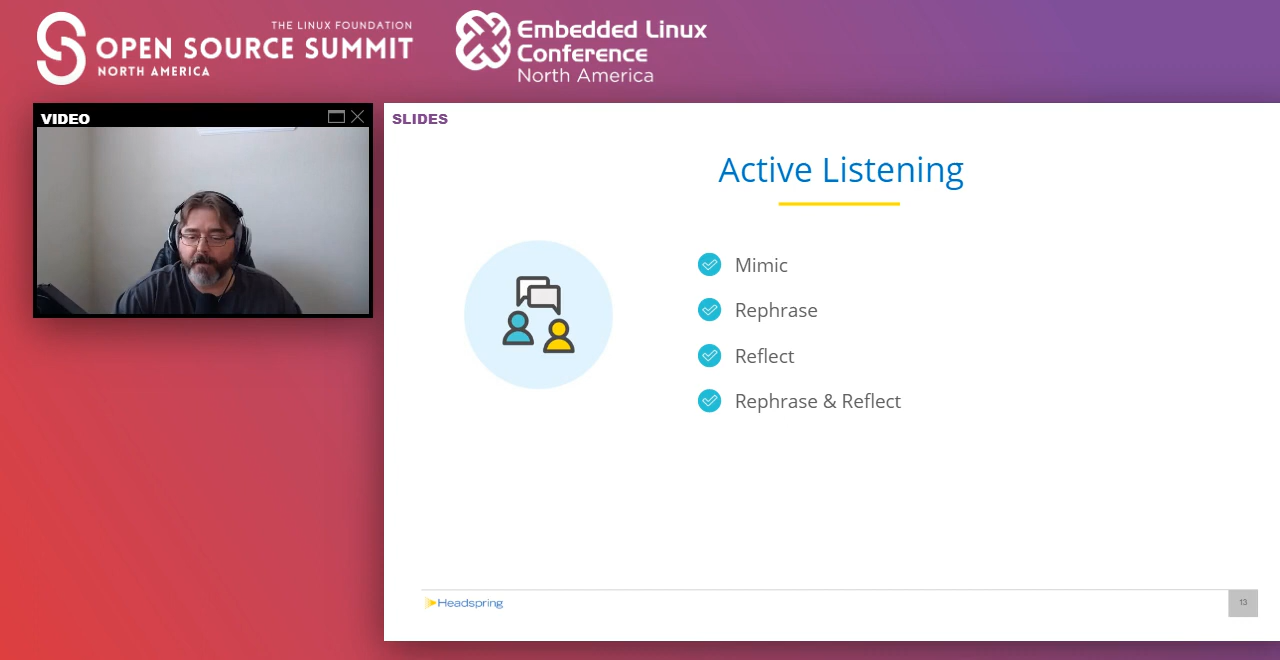 THE LINUX FOUNDATION
OPEN SOURCE SUMMIT
NORTH AMERICA
Embedded Linux
Conference
North America
VIDEO
SLIDES
Active Listening
Mimic
Rephrase
Reflect
Rephrase & Reflect
Headspring
13